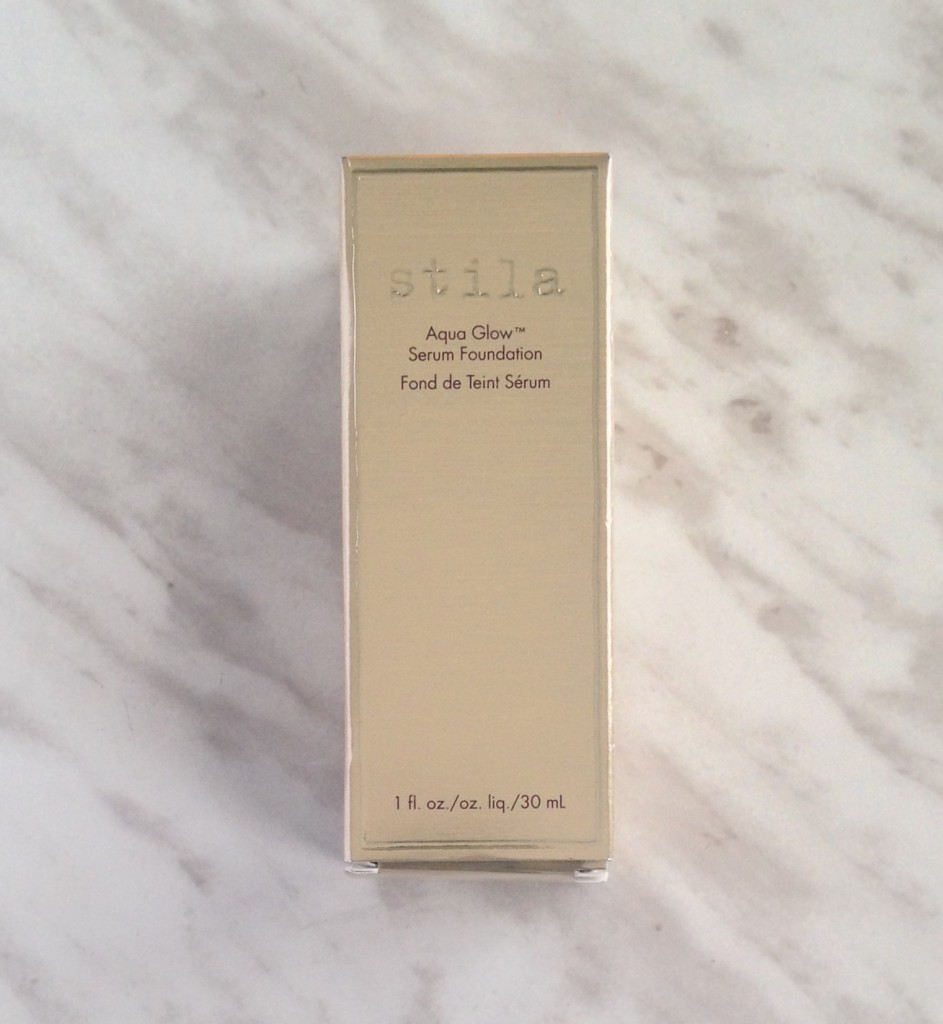 stila
Aqua Glow™
Serum Foundation
Fond de Teint Sérum
1 fl. oz./oz. liq./30 mL